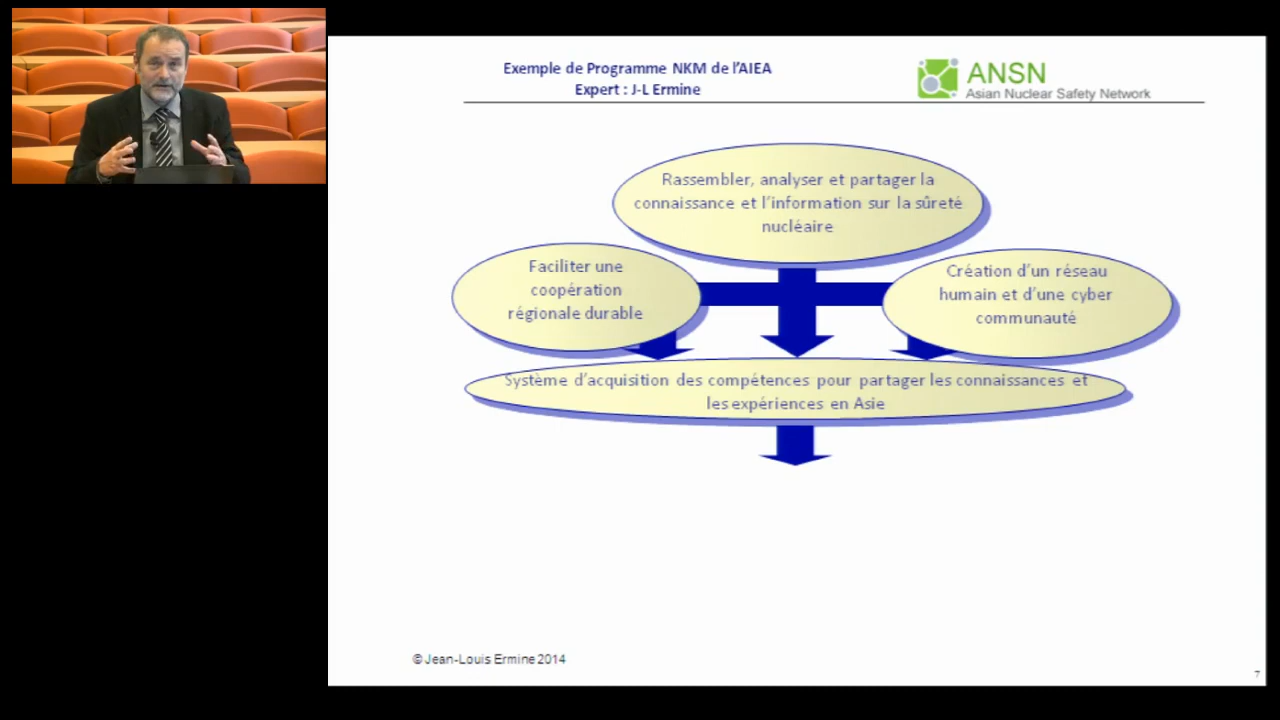 Exemple de Programme NKM de l'AIEA
Expert : J-L Ermine
ANSN
Asian Nuclear Safety Network
Rassembler, analyser et partager la
connaissance et l'information sur la sûreté
nucléaire
Faciliter une
coopération
régionale durable
Création d'un réseau
humain et d'une cyber
communauté
Système d'acquisition des compétences pour partager les connaissances et
les expériences en Asie
© Jean-Louis Ermine 2014
7